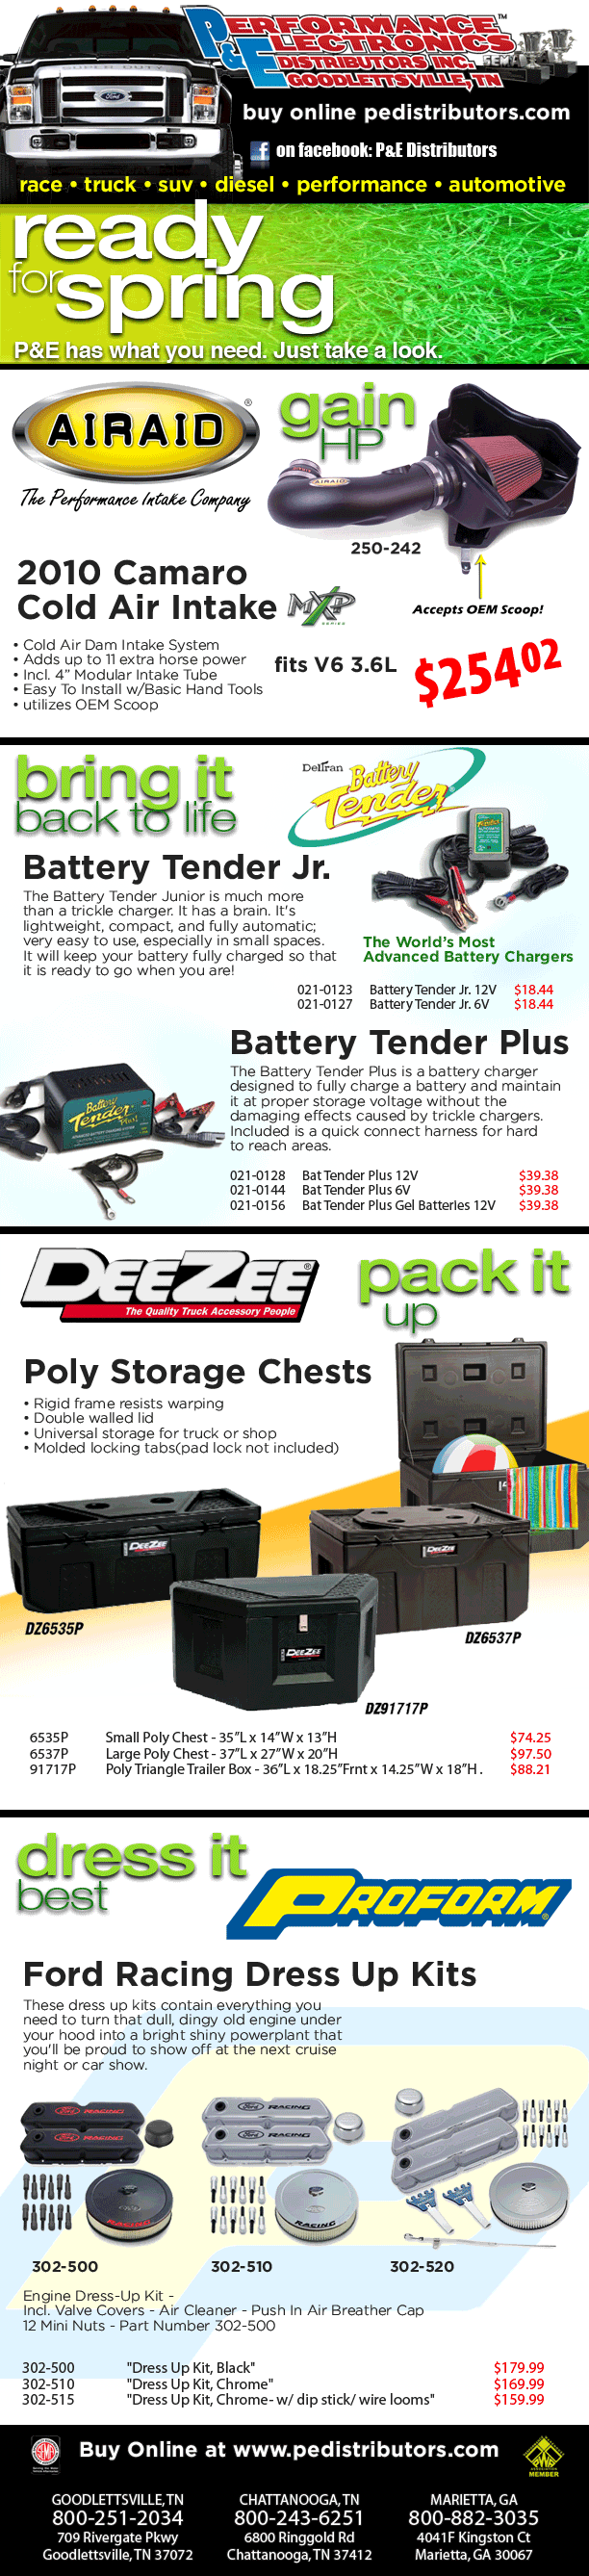 PERFORMANCE
& ELECTRONICS
DISTRIBUTORS INC.
GOODLETTSVILLE, TN
SUPER DUTY
Ford
buy online pedistributors.com
on facebook: P&E Distributors
race • truck • suv • diesel • performance • automotive
ready
for spring
P&E has what you need. Just take a look.
AIRAID®
The Performance Intake Company
gain
HP
AIRAID
250-242
2010 Camaro
Cold Air Intake
MXP
SERIES
Accepts OEM Scoop!
• Cold Air Dam Intake System
• Adds up to 11 extra horse power
• Incl. 4” Modular Intake Tube
• Easy To Install w/Basic Hand Tools
• utilizes OEM Scoop
fits V6 3.6L
$254.02
bring it
back to life
Deltran
Battery
Tender®
Battery Tender Jr.
The Battery Tender Junior is much more
than a trickle charger. It has a brain. It's
lightweight, compact, and fully automatic;
very easy to use, especially in small spaces.
It will keep your battery fully charged so that
it is ready to go when you are!
The World's Most
Advanced Battery Chargers
021-0123 Battery Tender Jr. 12V $18.44
021-0127 Battery Tender Jr. 6V $18.44
Battery Tender Plus
The Battery Tender Plus is a battery charger
designed to fully charge a battery and maintain
it at proper storage voltage without the
damaging effects caused by trickle chargers.
Included is a quick connect harness for hard
to reach areas.
Battery
Tender
Plus
021-0128 Bat Tender Plus 12V $39.38
021-0144 Bat Tender Plus 6V $39.38
021-0156 Bat Tender Plus Gel Batteries 12V $39.38
DEEZEE®
The Quality Truck Accessory People
pack it
up
Poly Storage Chests
• Rigid frame resists warping
• Double walled lid
• Universal storage for truck or shop
• Molded locking tabs(pad lock not included)
DEEZEE
DEEZEE
DEEZEE
DZ6535P
DZ6537P
DZ91717P
6535P Small Poly Chest - 35”L x 14”W x 13”H $74.25
6537P Large Poly Chest - 37”L x 27”W x 20”H $97.50
91717P Poly Triangle Trailer Box - 36”L x 18.25”Frnt x 14.25”W x 18”H . $88.21
dress it
best
PROFORM®
Ford Racing Dress Up Kits
These dress up kits contain everything you
need to turn that dull, dingy old engine under
your hood into a bright shiny powerplant that
you'll be proud to show off at the next cruise
night or car show.
Ford RACING
Ford RACING
RACING
RACING
302-500
302-510
302-520
Engine Dress-Up Kit -
Incl. Valve Covers - Air Cleaner - Push In Air Breather Cap
12 Mini Nuts - Part Number 302-500
302-500 "Dress Up Kit, Black" $179.99
302-510 "Dress Up Kit, Chrome" $169.99
302-515 "Dress Up Kit, Chrome- w/ dip stick/ wire looms" $159.99
SEMA
Buy Online at www.pedistributors.com
MEMBER
GOODLETTSVILLE, TN
800-251-2034
709 Rivergate Pkwy
Goodlettsville, TN 37072
CHATTANOOGA, TN
800-243-6251
6800 Ringgold Rd
Chattanooga, TN 37412
MARIETTA, GA
800-882-3035
4041F Kingston Ct
Marietta, GA 30067